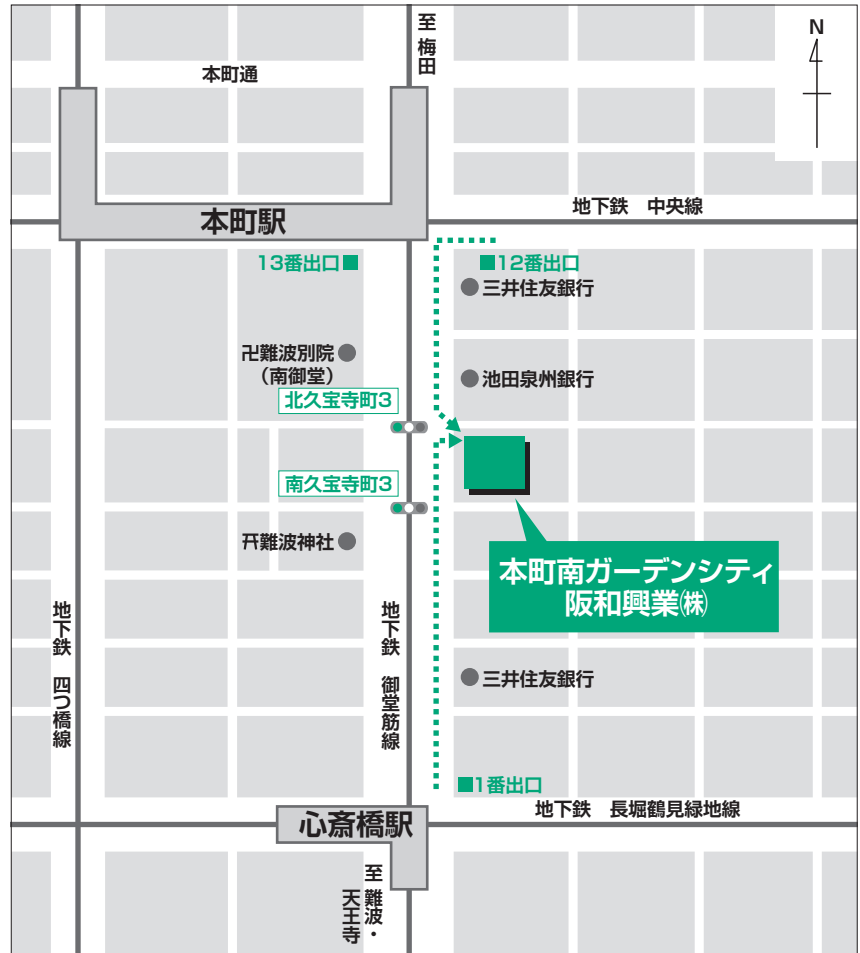 至 梅田
N
本町通
地下鉄 中央線
本町駅
13番出口
12番出口
三井住友銀行
卍難波別院
(南御堂)
池田泉州銀行
北久宝寺町3
南久宝寺町3
難波神社
本町南ガーデンシティ
阪和興業㈱
地下鉄 四つ橋線
地下鉄 御堂筋線
三井住友銀行
1番出口
地下鉄 長堀鶴見緑地線
心斎橋駅
至 難波・
天王寺